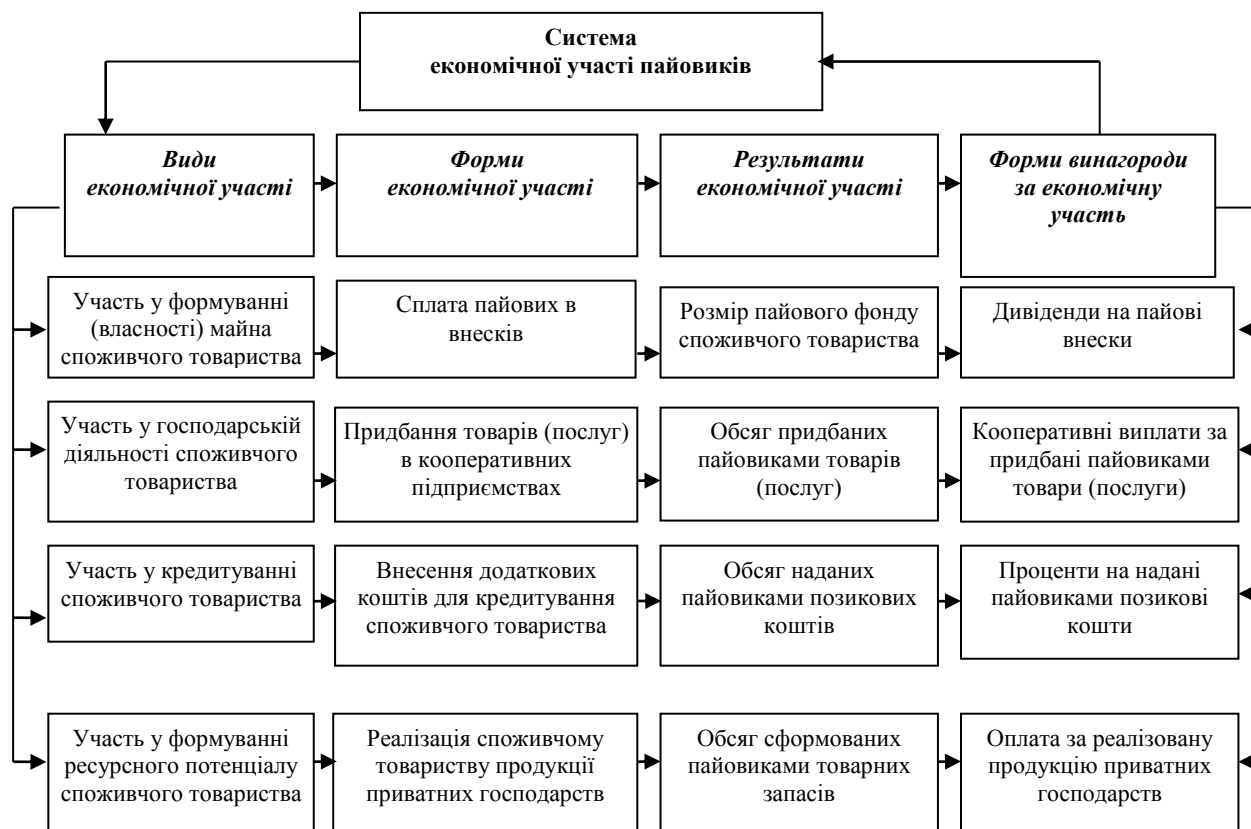 Система
економічної участі пайовиків
Види
економічної участі
Форми
економічної участі
Результати
економічної участі
Форми винагороди
за економічну
участь
Участь у формуванні
(власності) майна
споживчого товариства
Сплата пайових в
внесків
Розмір пайового фонду
споживчого товариства
Дивіденди на пайові
внески
Участь у господарській
діяльності споживчого
товариства
Придбання товарів (послуг)
в кооперативних
підприємствах
Обсяг придбаних
пайовиками товарів
(послуг)
Кооперативні виплати за
придбані пайовиками
товари (послуги)
Участь у кредитуванні
споживчого товариства
Внесення додаткових
коштів для кредитування
споживчого товариства
Обсяг наданих
пайовиками позикових
коштів
Проценти на надані
пайовиками позикові
кошти
Участь у формуванні
ресурсного потенціалу
споживчого товариства
Реалізація споживчому
товариству продукції
приватних господарств
Обсяг сформованих
пайовиками товарних
запасів
Оплата за реалізовану
продукцію приватних
господарств